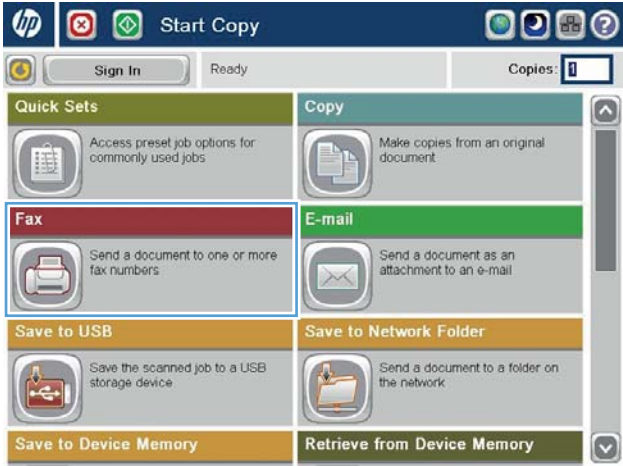 hp
Start Copy
?
Sign In
Ready
Copies: 1
Quick Sets
Access preset job options for
commonly used jobs
Copy
Make copies from an original
document
Fax
Send a document to one or more
fax numbers
E-mail
Send a document as an
attachment to an e-mail
Save to USB
Save the scanned job to a USB
storage device
Save to Network Folder
Send a document to a folder on
the network
Save to Device Memory
Retrieve from Device Memory